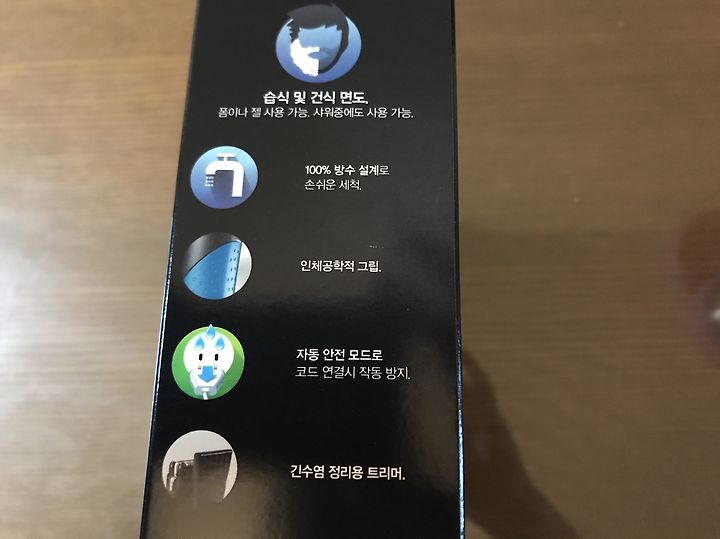 습식 및 건식 면도.
폼이나 젤 사용 가능. 샤워중에도 사용 가능.
100% 방수 설계로
손쉬운 세척.
인체공학적 그립.
자동 안전 모드로
코드 연결시 작동 방지.
긴수염 정리용 트리머.